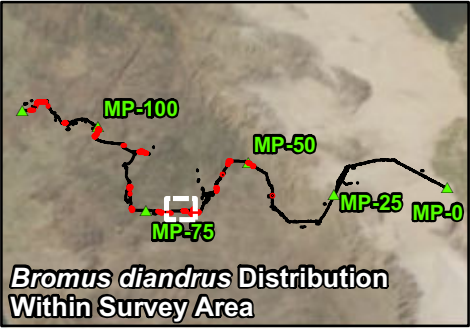 MP-100
MP-50
MP-25
MP-0
MP-75
Bromus diandrus Distribution
Within Survey Area